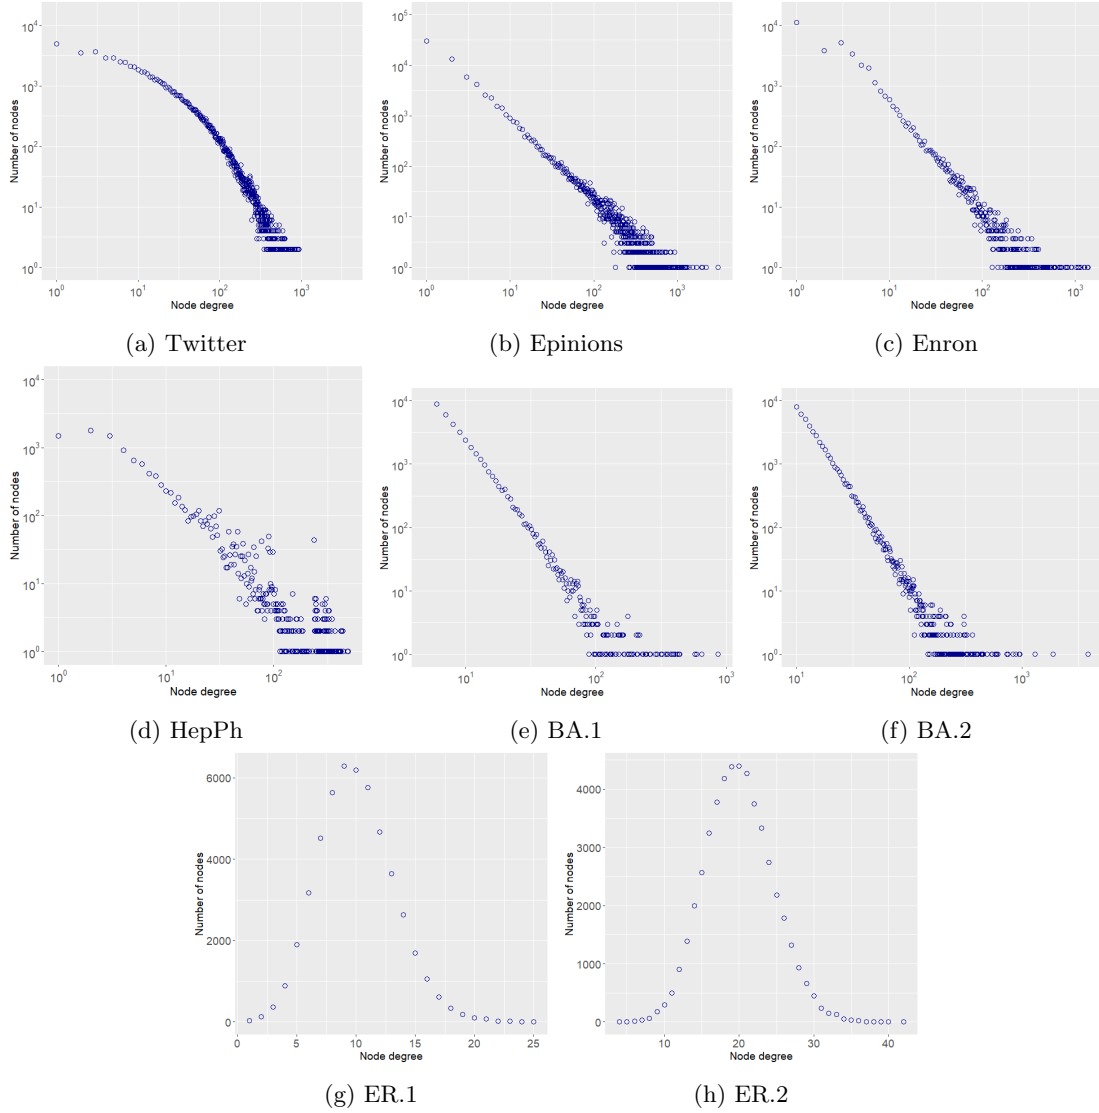 Number of nodes
10^4
10^3
10^2
10^1
10^0
10^0 10^1 10^2 10^3
Node degree
(a) Twitter
Number of nodes
10^5
10^4
10^3
10^2
10^1
10^0
10^0 10^1 10^2 10^3
Node degree
(b) Epinions
Number of nodes
10^4
10^3
10^2
10^1
10^0
10^0 10^1 10^2 10^3
Node degree
(c) Enron
Number of nodes
10^4
10^3
10^2
10^1
10^0
10^0 10^1 10^2
Node degree
(d) HepPh
Number of nodes
10^4
10^3
10^2
10^1
10^0
10^1 10^2 10^3
Node degree
(e) BA.1
Number of nodes
10^4
10^3
10^2
10^1
10^0
10^1 10^2 10^3
Node degree
(f) BA.2
Number of nodes
6000
4000
2000
0
0 5 10 15 20 25
Node degree
(g) ER.1
Number of nodes
4000
3000
2000
1000
0
10 20 30 40
Node degree
(h) ER.2